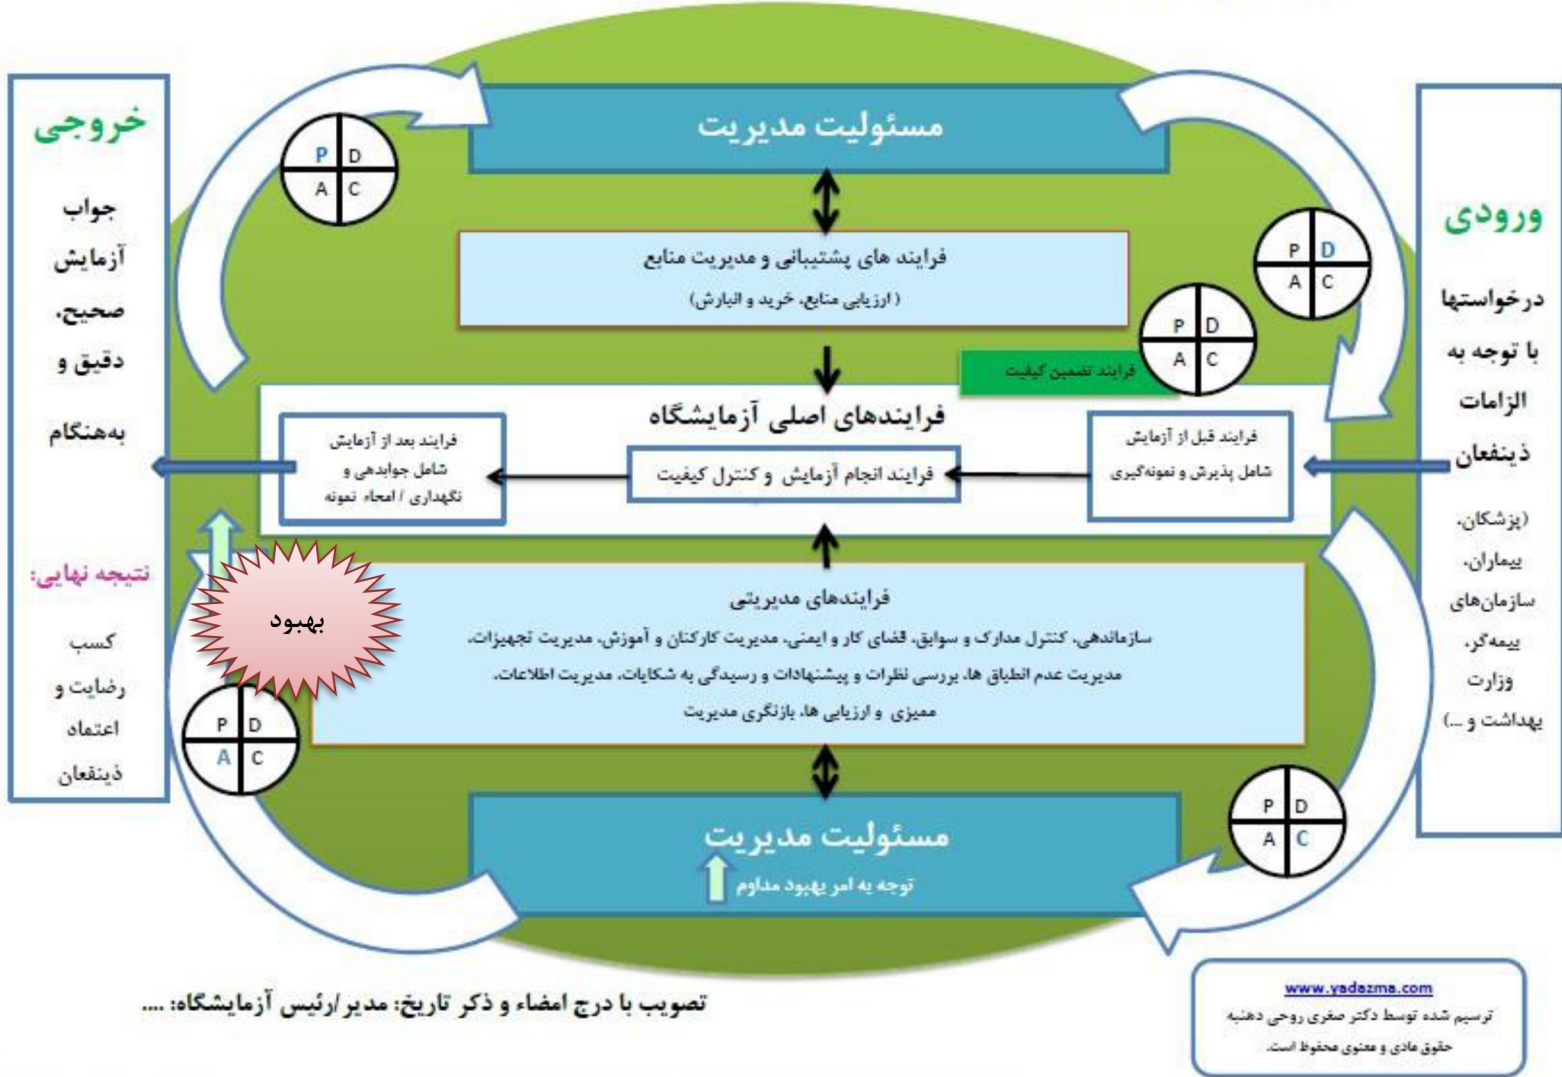 مسئولیت مدیریت
P D
A C
فرایند های پشتیبانی و مدیریت منابع
( ارزیابی منابع، خرید و انبارش)
P D
A C
P D
A C
فرایند تضمین کیفیت
ورودی
درخواستها
با توجه به
الزامات
ذینفعان
(پزشکان،
بیماران،
سازمان‌های
بیمه‌گر،
وزارت
بهداشت و ...)
فرایندهای اصلی آزمایشگاه
فرایند قبل از آزمایش
شامل پذیرش و نمونه‌گیری
فرایند انجام آزمایش و کنترل کیفیت
فرایند بعد از آزمایش
شامل جوابدهی و
نگهداری / امحاء نمونه
خروجی
جواب
آزمایش
صحیح،
دقیق و
به‌هنگام
نتیجه نهایی:
کسب
رضایت و
اعتماد
ذینفعان
بهبود
فرایندهای مدیریتی
سازماندهی، کنترل مدارک و سوابق، فضای کار و ایمنی، مدیریت کارکنان و آموزش، مدیریت تجهیزات،
مدیریت عدم انطباق ها، بررسی نظرات و پیشنهادات و رسیدگی به شکایات، مدیریت اطلاعات،
ممیزی و ارزیابی ها، بازنگری مدیریت
P D
A C
P D
A C
مسئولیت مدیریت
توجه به امر بهبود مداوم
تصویب با درج امضاء و ذکر تاریخ: مدیر/رئیس آزمایشگاه: ....
www.yadazma.com
ترسیم شده توسط دکتر صغری روحی دهنبه
حقوق مادی و معنوی محفوظ است.